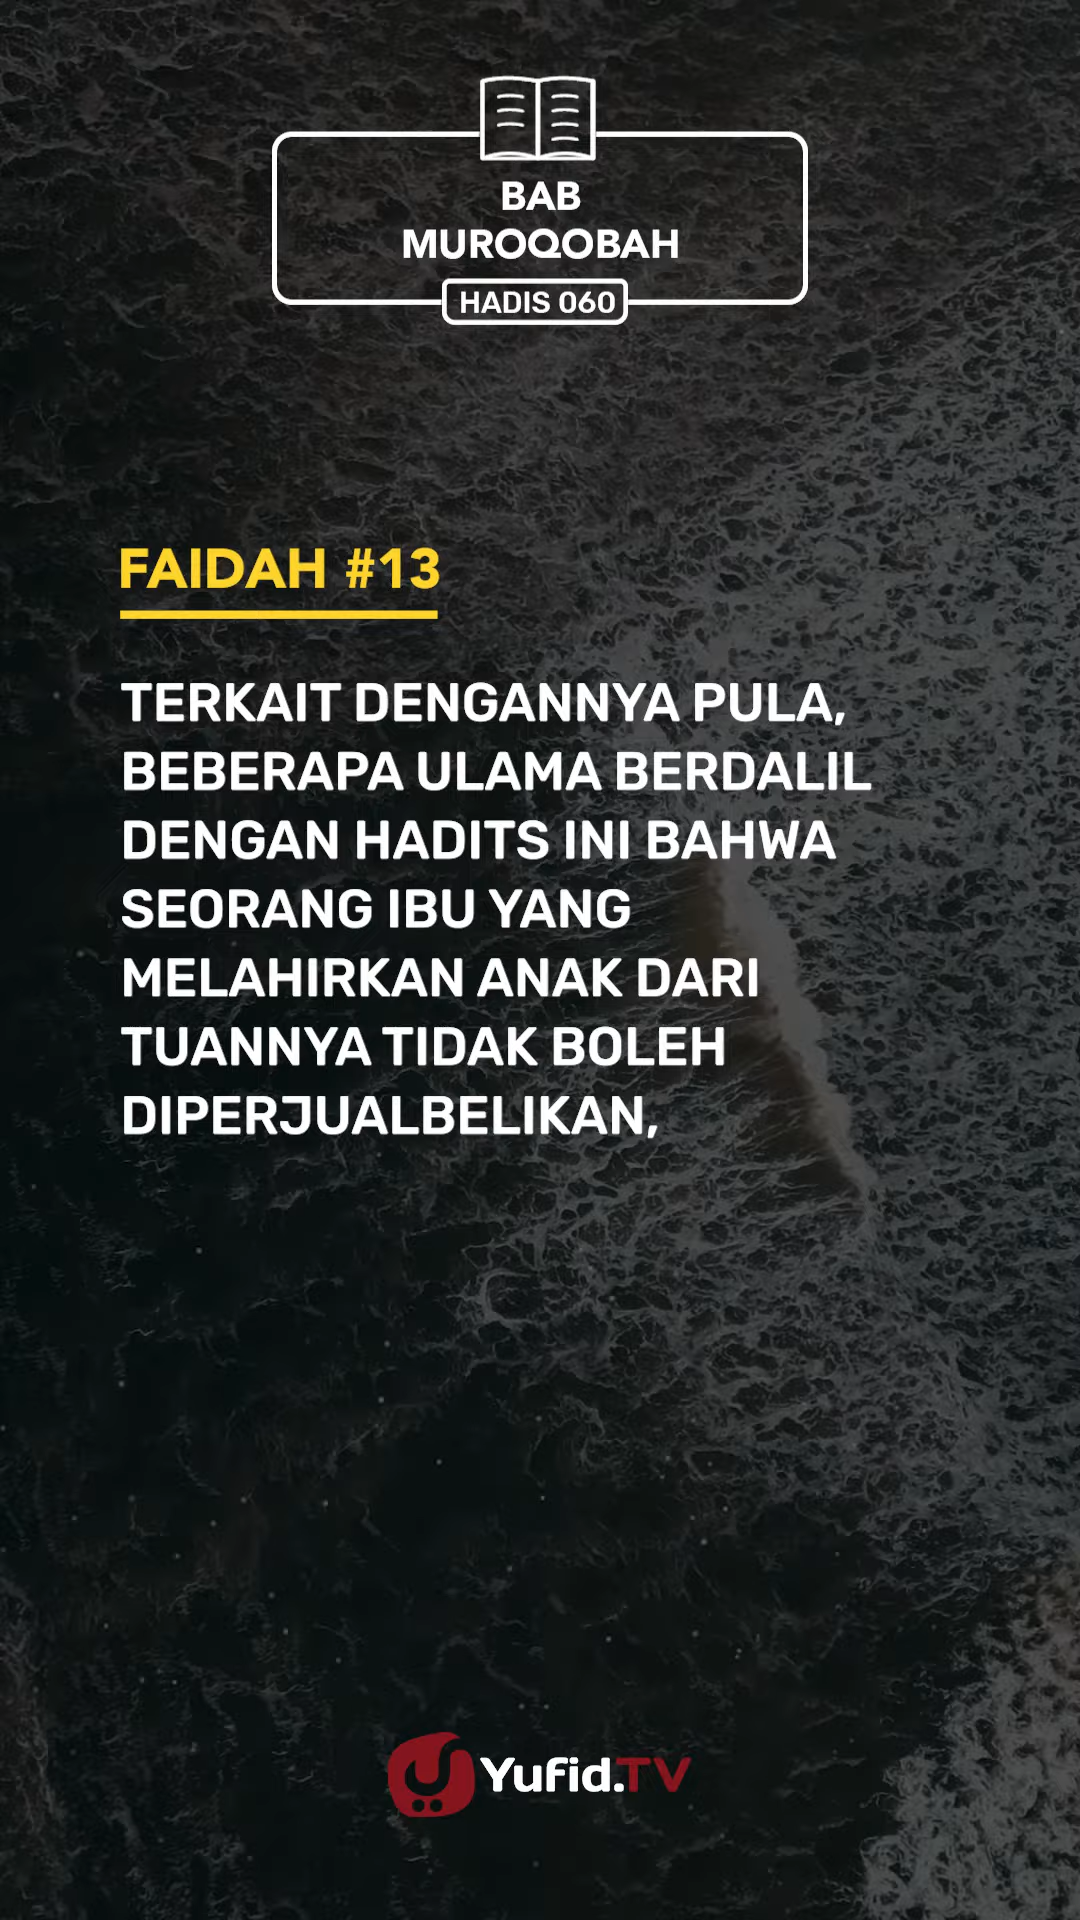 BAB
MUROQOBAH
HADIS 060
FAIDAH #13
TERKAIT DENGANNYA PULA,
BEBERAPA ULAMA BERDALIL
DENGAN HADITS INI BAHWA
SEORANG IBU YANG
MELAHIRKAN ANAK DARI
TUANNYA TIDAK BOLEH
DIPERJUALBELIKAN,
Yufid.TV